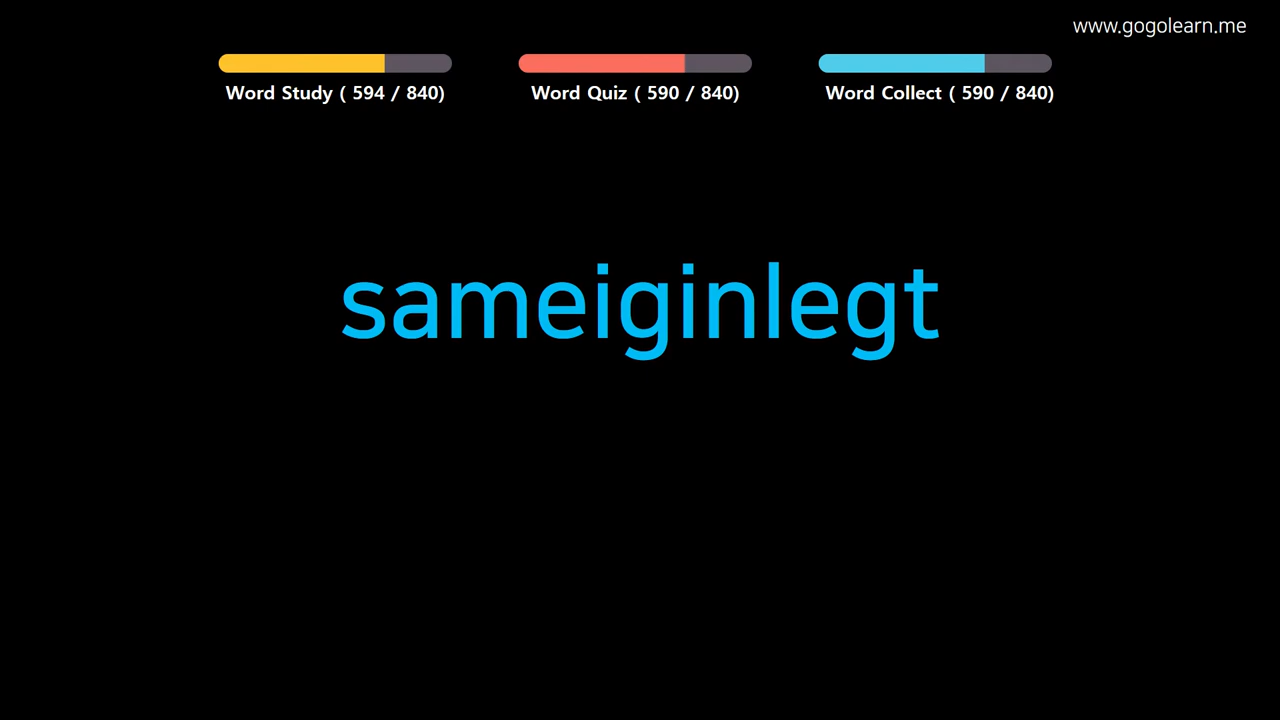 www.gogolearn.me
Word Study ( 594 / 840)
Word Quiz ( 590 / 840)
Word Collect ( 590 / 840)
sameiginlegt